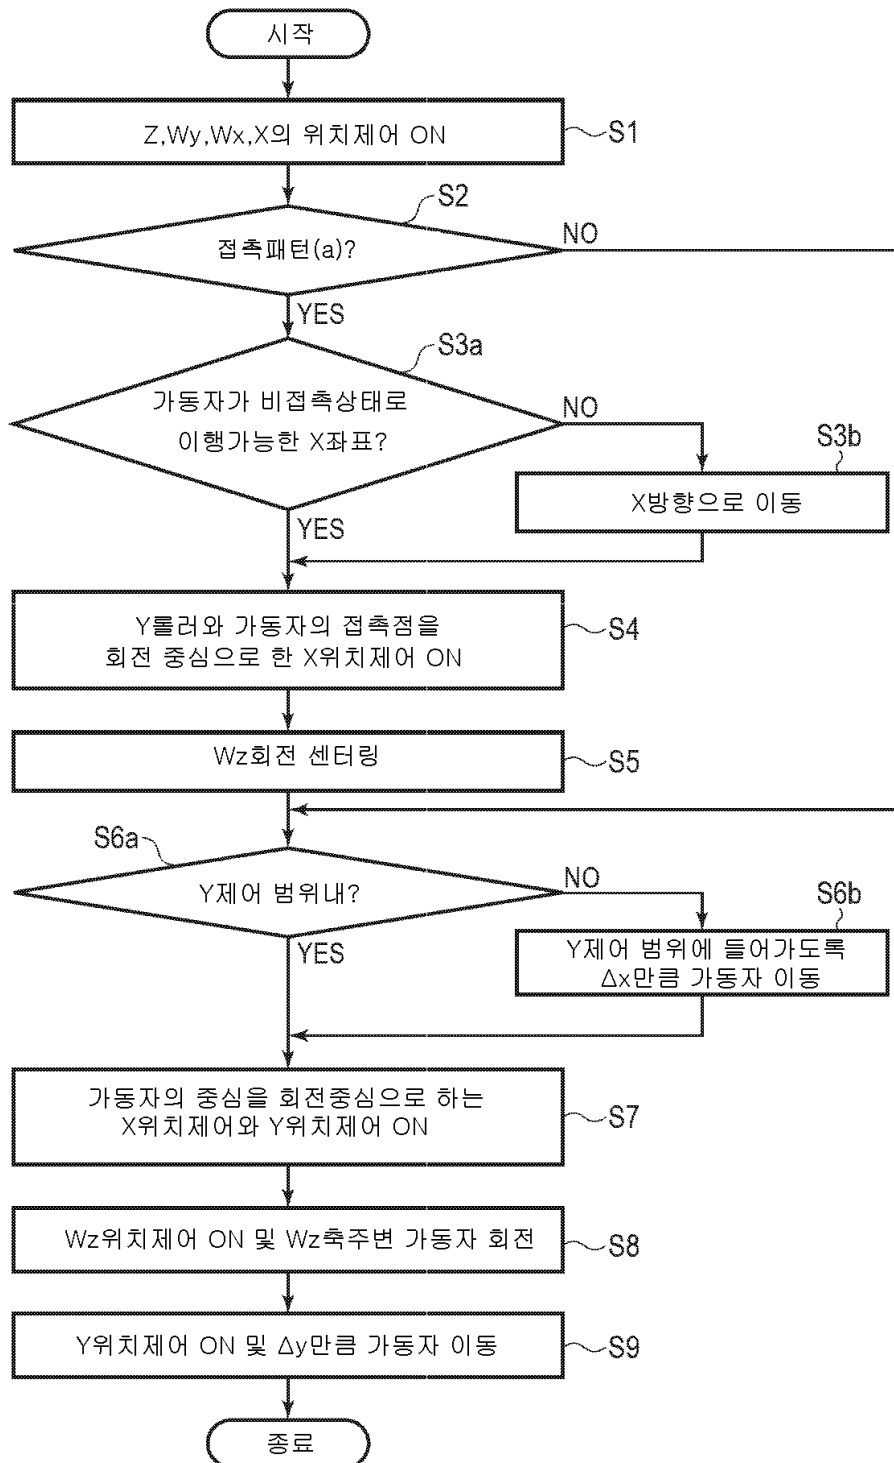 시작
Z,Wy,Wx,X의 위치제어 ON
S1
S2
접촉패턴(a)?
NO
YES
S3a
가동자가 비접촉상태로
이행가능한 X좌표?
NO
S3b
X방향으로 이동
YES
Y롤러와 가동자의 접촉점을
회전 중심으로 한 X위치제어 ON
S4
Wz회전 센터링
S5
S6a
Y제어 범위내?
NO
S6b
Y제어 범위에 들어가도록
Δx만큼 가동자 이동
YES
가동자의 중심을 회전중심으로 하는
X위치제어와 Y위치제어 ON
S7
Wz위치제어 ON 및 Wz축주변 가동자 회전
S8
Y위치제어 ON 및 Δy만큼 가동자 이동
S9
종료